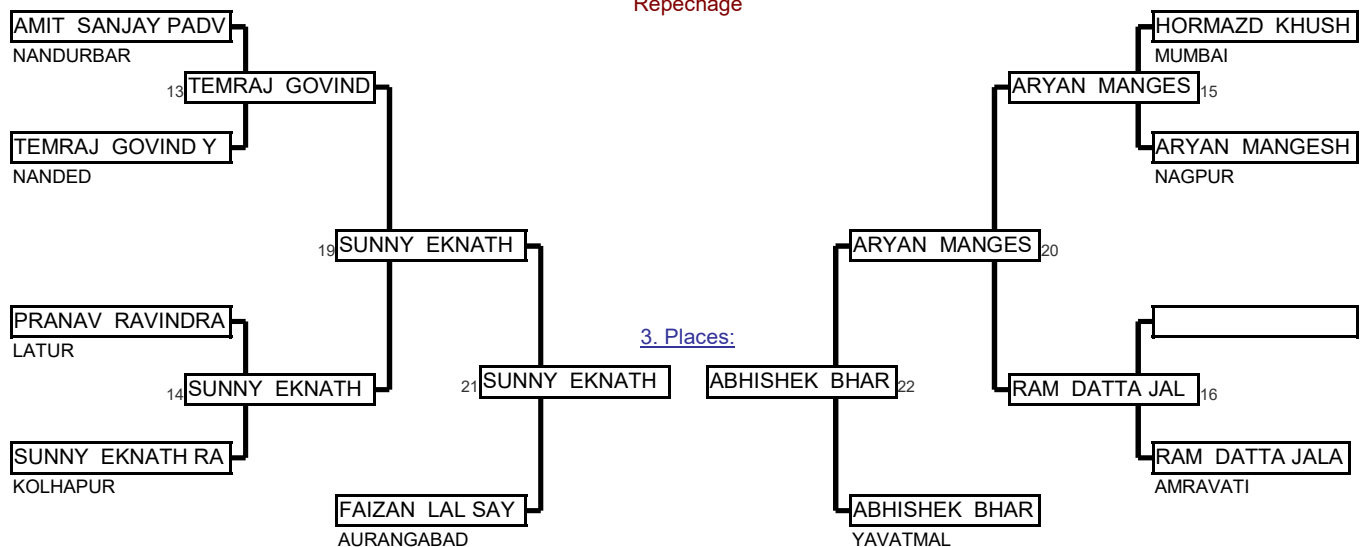 Repechage
AMIT SANJAY PADV
NANDURBAR
13 TEMRAJ GOVIND
TEMRAJ GOVIND Y
NANDED
19 SUNNY EKNATH
PRANAV RAVINDRA
LATUR
14 SUNNY EKNATH
SUNNY EKNATH RA
KOLHAPUR
21 SUNNY EKNATH
FAIZAN LAL SAY
AURANGABAD
3. Places:
HORMAZD KHUSH
MUMBAI
ARYAN MANGES 15
ARYAN MANGESH
NAGPUR
ARYAN MANGES 20
ABHISHEK BHAR 22
RAM DATTA JAL 16
RAM DATTA JALA
AMRAVATI
ABHISHEK BHAR
YAVATMAL